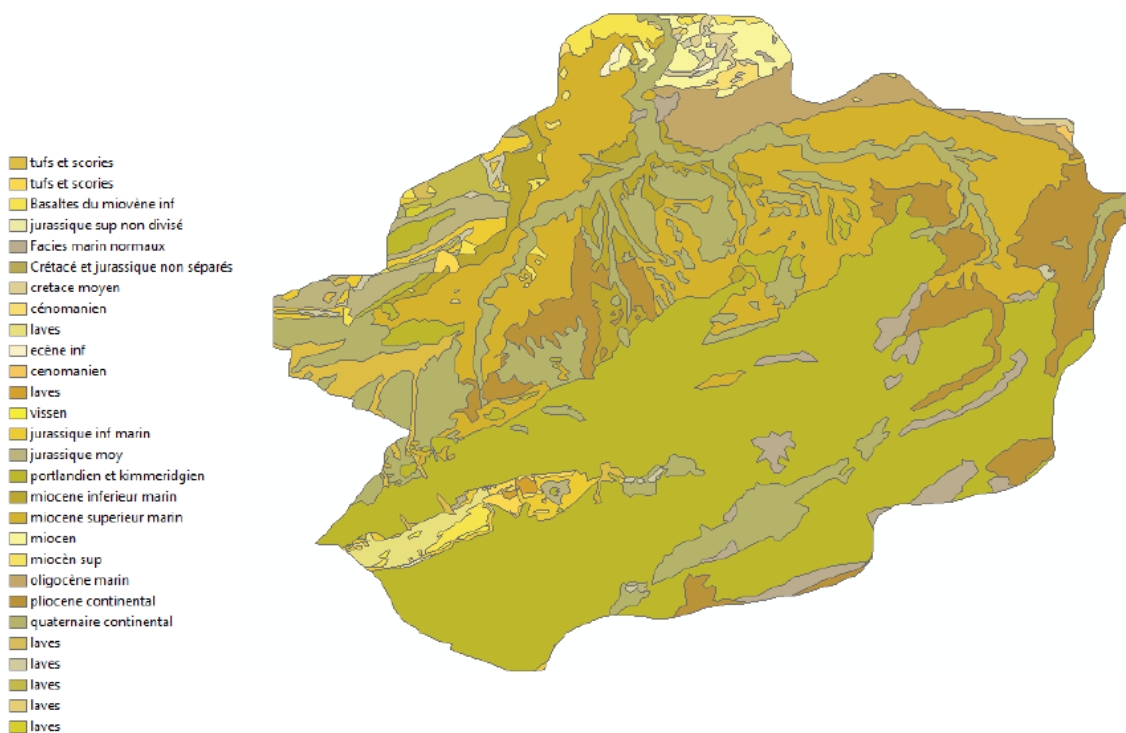 tufs et scories
tufs et scories
Basaltes du miovène inf
jurassique sup non divisé
Facies marin normaux
Crétacé et jurassique non séparés
cretace moyen
cénomanien
laves
ecène inf
cenomanien
laves
vissen
jurassique inf marin
jurassique moy
portlandien et kimmeridgien
miocene inferieur marin
miocene superieur marin
miocen
miocèn sup
oligocène marin
pliocene continental
quaternaire continental
laves
laves
laves
laves
laves